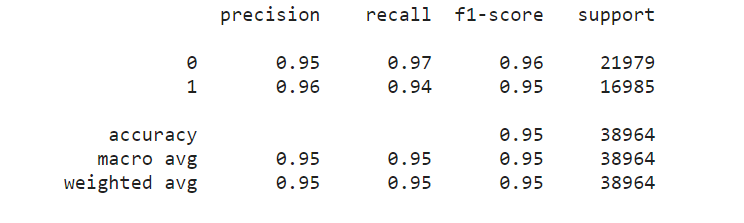 precision recall f1-score support
0 0.95 0.97 0.96 21979
1 0.96 0.94 0.95 16985
accuracy 0.95 38964
macro avg 0.95 0.95 0.95 38964
weighted avg 0.95 0.95 0.95 38964